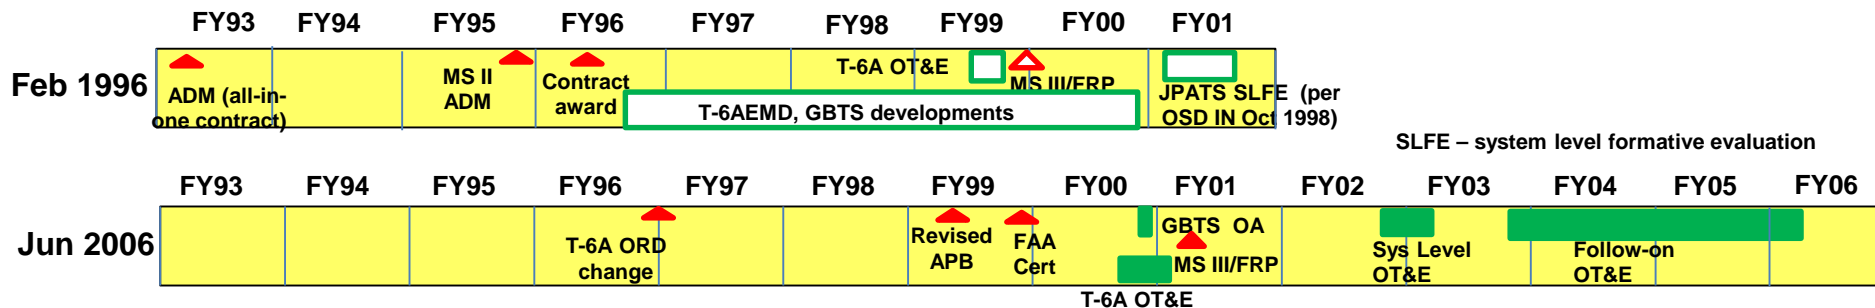 FY93 FY94 FY95 FY96 FY97 FY98 FY99 FY00 FY01
Feb 1996
ADM (all-in-
one contract)
MS II
ADM
Contract
award
T-6A OT&E
MS III/FRP
T-6AEMD, GBTS developments
JPATS SLFE (per
OSD IN Oct 1998)
SLFE – system level formative evaluation
FY93 FY94 FY95 FY96 FY97 FY98 FY99 FY00 FY01 FY02 FY03 FY04 FY05 FY06
Jun 2006
T-6A ORD
change
Revised
APB
FAA
Cert
GBTS OA
MS III/FRP
T-6A OT&E
Sys Level
OT&E
Follow-on
OT&E